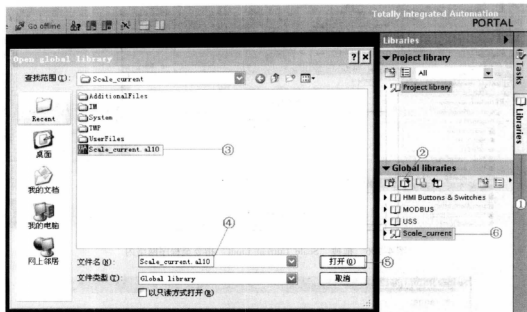 Totally Integrated Automation
PORTAL
Go offline
Libraries
Open global library
Project library
All
Project library
查找范围(I):
Scale_current
AdditionalFiles
IM
System
TMP
UserFiles
Scale_current.al10
③
Recent
桌面
我的文档
我的电脑
网上邻居
④
文件名(N):
Scale_current.al10
打开(O)
⑤
文件类型(T):
Global library
取消
以只读方式打开(R)
②
Global libraries
HMI Buttons & Switches
MODBUS
USS
Scale_current
⑥
Tasks
Libraries
①